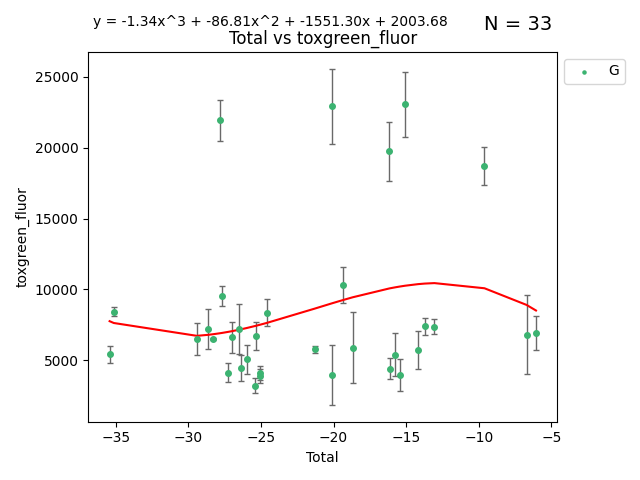 y = -1.34x^3 + -86.81x^2 + -1551.30x + 2003.68
N = 33
Total vs toxgreen_fluor
G
25000
20000
15000
10000
5000
toxgreen_fluor
−35 −30 −25 −20 −15 −10 −5
Total